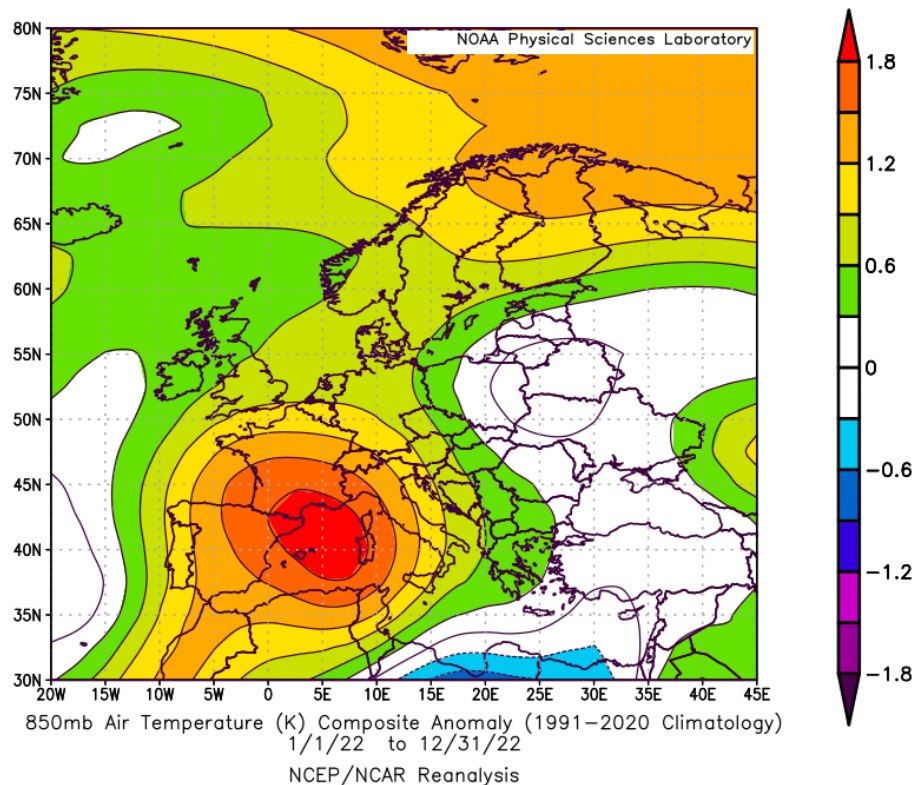 80N
NOAA Physical Sciences Laboratory
75N
70N
65N
60N
55N
50N
45N
40N
35N
30N
20W 15W 10W 5W 0 5E 10E 15E 20E 25E 30E 35E 40E 45E
1.8
1.2
0.6
0
−0.6
−1.2
−1.8
850mb Air Temperature (K) Composite Anomaly (1991−2020 Climatology)
1/1/22 to 12/31/22
NCEP/NCAR Reanalysis